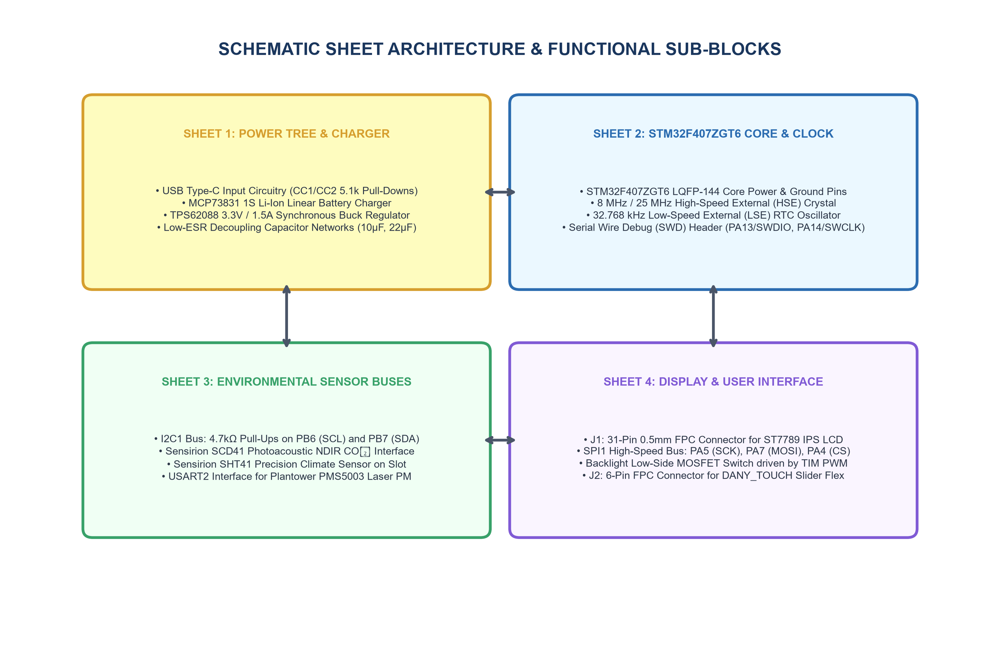 SCHEMATIC SHEET ARCHITECTURE & FUNCTIONAL SUB-BLOCKS
SHEET 1: POWER TREE & CHARGER
• USB Type-C Input Circuitry (CC1/CC2 5.1k Pull-Downs)
• MCP73831 1S Li-Ion Linear Battery Charger
• TPS62088 3.3V / 1.5A Synchronous Buck Regulator
• Low-ESR Decoupling Capacitor Networks (10µF, 22µF)
SHEET 2: STM32F407ZGT6 CORE & CLOCK
• STM32F407ZGT6 LQFP-144 Core Power & Ground Pins
• 8 MHz / 25 MHz High-Speed External (HSE) Crystal
• 32.768 kHz Low-Speed External (LSE) RTC Oscillator
• Serial Wire Debug (SWD) Header (PA13/SWDIO, PA14/SWCLK)
SHEET 3: ENVIRONMENTAL SENSOR BUSES
• I2C1 Bus: 4.7kΩ Pull-Ups on PB6 (SCL) and PB7 (SDA)
• Sensirion SCD41 Photoacoustic NDIR CO₂ Interface
• Sensirion SHT41 Precision Climate Sensor on Slot
• USART2 Interface for Plantower PMS5003 Laser PM
SHEET 4: DISPLAY & USER INTERFACE
• J1: 31-Pin 0.5mm FPC Connector for ST7789 IPS LCD
• SPI1 High-Speed Bus: PA5 (SCK), PA7 (MOSI), PA4 (CS)
• Backlight Low-Side MOSFET Switch driven by TIM PWM
• J2: 6-Pin FPC Connector for DANY_TOUCH Slider Flex